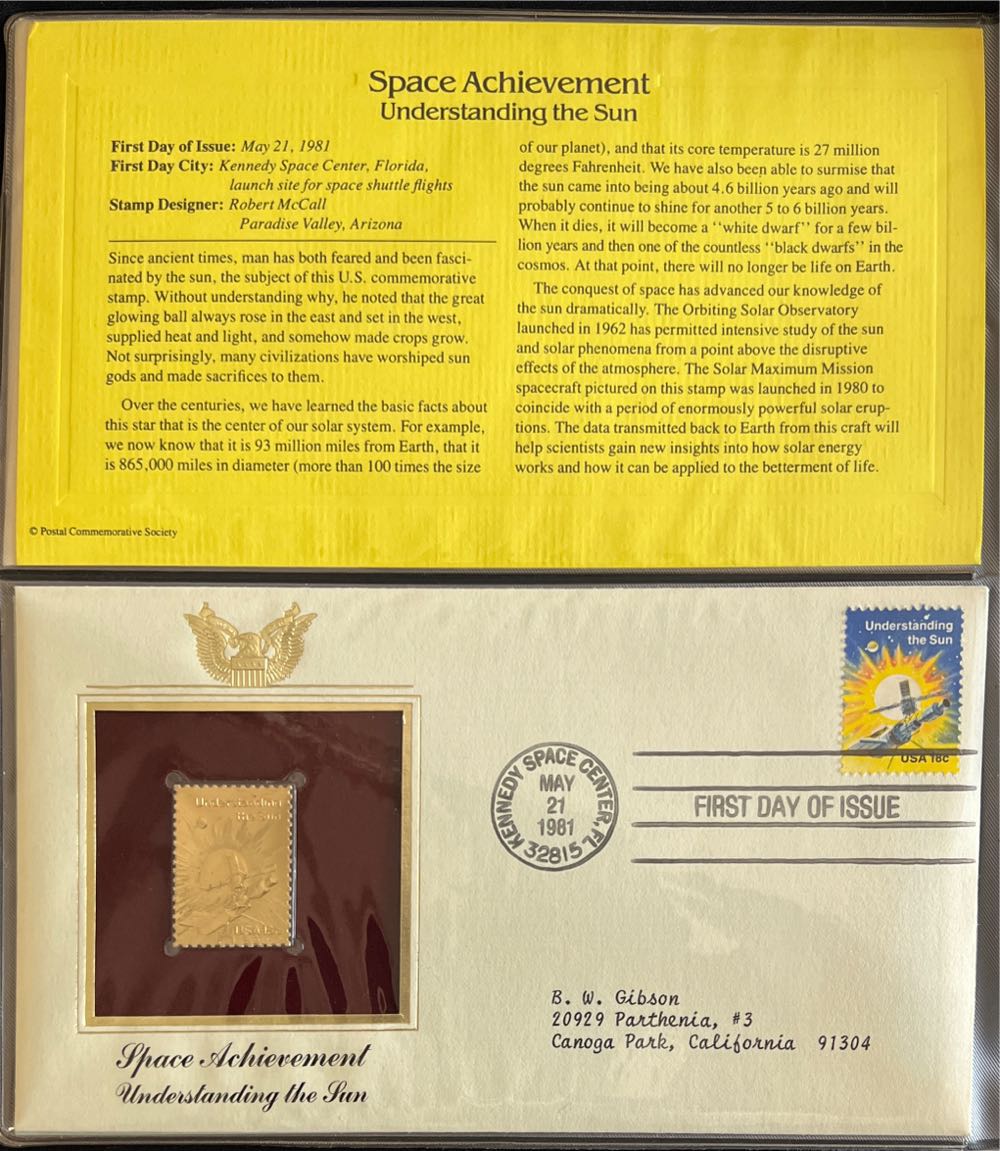 Space Achievement
Understanding the Sun
First Day of Issue: May 21, 1981
First Day City: Kennedy Space Center, Florida,
launch site for space shuttle flights
Stamp Designer: Robert McCall
Paradise Valley, Arizona
Since ancient times, man has both feared and been fasci-
nated by the sun, the subject of this U.S. commemorative
stamp. Without understanding why, he noted that the great
glowing ball always rose in the east and set in the west,
supplied heat and light, and somehow made crops grow.
Not surprisingly, many civilizations have worshiped sun
gods and made sacrifices to them.
Over the centuries, we have learned the basic facts about
this star that is the center of our solar system. For example,
we now know that it is 93 million miles from Earth, that it
is 865,000 miles in diameter (more than 100 times the size
of our planet), and that its core temperature is 27 million
degrees Fahrenheit. We have also been able to surmise that
the sun came into being about 4.6 billion years ago and will
probably continue to shine for another 5 to 6 billion years.
When it dies, it will become a "white dwarf" for a few bil-
lion years and then one of the countless "black dwarfs" in the
cosmos. At that point, there will no longer be life on Earth.
The conquest of space has advanced our knowledge of
the sun dramatically. The Orbiting Solar Observatory
launched in 1962 has permitted intensive study of the sun
and solar phenomena from a point above the disruptive
effects of the atmosphere. The Solar Maximum Mission
spacecraft pictured on this stamp was launched in 1980 to
coincide with a period of enormously powerful solar erup-
tions. The data transmitted back to Earth from this craft will
help scientists gain new insights into how solar energy
works and how it can be applied to the betterment of life.
© Postal Commemorative Society
Understanding
the Sun
USA 18c
KENNEDY SPACE CENTER, FL
MAY
21
1981
32815
FIRST DAY OF ISSUE
Understanding
the Sun
USA 18c
B. W. Gibson
20929 Parthenia, #3
Canoga Park, California 91304
Space Achievement
Understanding the Sun